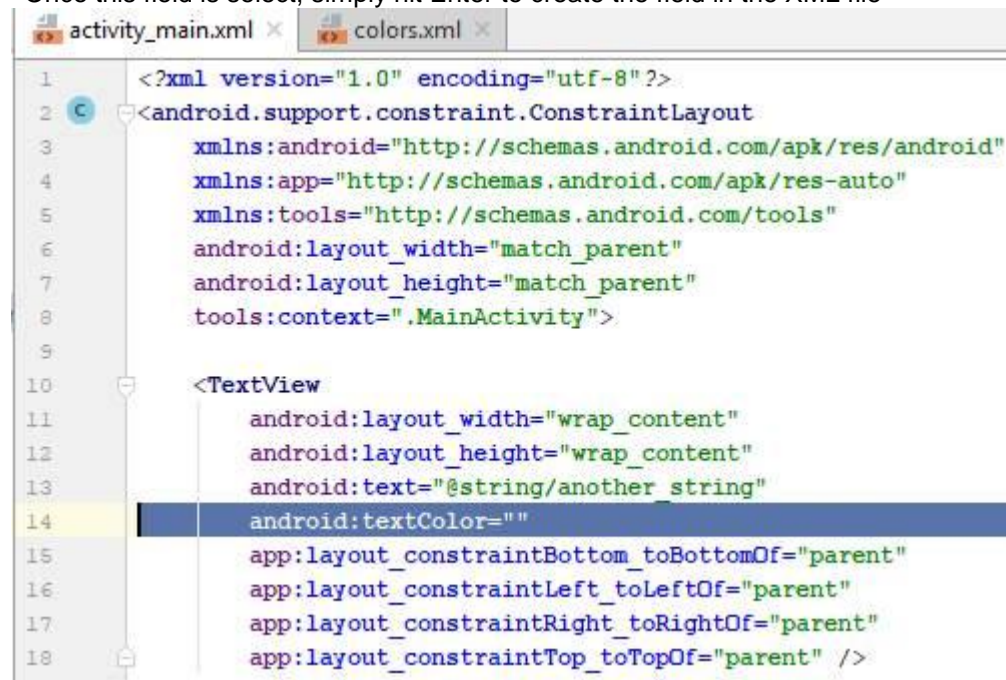 Once this field is select, simply hit Enter to create the field in the XML file
activity_main.xml colors.xml
1 <?xml version="1.0" encoding="utf-8"?>
2 C <android.support.constraint.ConstraintLayout
3 xmlns:android="http://schemas.android.com/apk/res/android"
4 xmlns:app="http://schemas.android.com/apk/res-auto"
5 xmlns:tools="http://schemas.android.com/tools"
6 android:layout_width="match_parent"
7 android:layout_height="match_parent"
8 tools:context=".MainActivity">
9
10 <TextView
11 android:layout_width="wrap_content"
12 android:layout_height="wrap_content"
13 android:text="@string/another_string"
14 android:textColor=""
15 app:layout_constraintBottom_toBottomOf="parent"
16 app:layout_constraintLeft_toLeftOf="parent"
17 app:layout_constraintRight_toRightOf="parent"
18 app:layout_constraintTop_toTopOf="parent" />